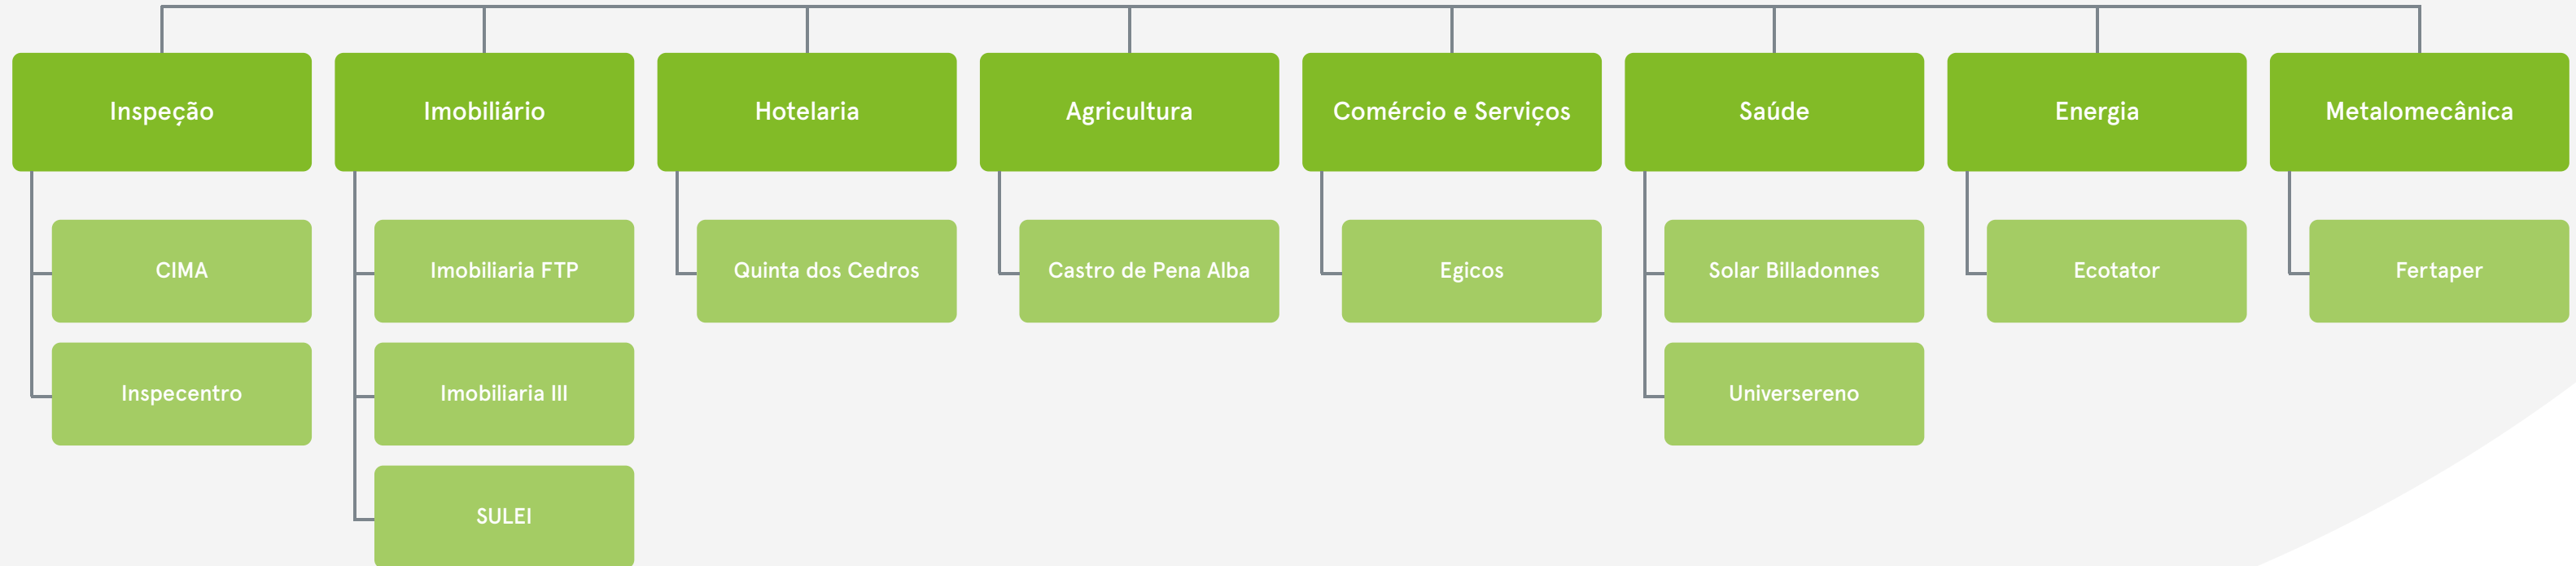 Inspeção
Imobiliário
Hotelaria
Agricultura
Comércio e Serviços
Saúde
Energia
Metalomecânica
CIMA
Imobiliaria FTP
Quinta dos Cedros
Castro de Pena Alba
Egicos
Solar Billadonnes
Ecotator
Fertaper
Inspecentro
Imobiliaria III
Universereno
SULEI